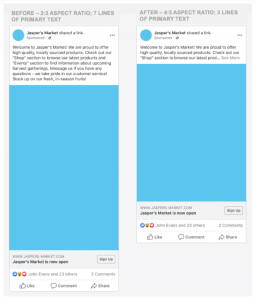 BEFORE – 2:3 ASPECT RATIO; 7 LINES
OF PRIMARY TEXT
Jasper's Market shared a link.
Sponsored
Welcome to Jasper's Market! We are proud to offer
high quality, locally sourced products. Check out our
"Shop" section to browse our latest products and
"Events" section to find information about upcoming
harvest gatherings. Message us if you have any
questions – we take pride in our customer service!
Stock up on our fresh, in-season fruits!
WWW.JASPERS-MARKET.COM
Jasper's Market is now open
Sign Up
John Evans and 23 others
2 Comments
Like
Comment
Share
AFTER – 4:5 ASPECT RATIO; 3 LINES
OF PRIMARY TEXT
Jasper's Market shared a link.
Sponsored
Welcome to Jasper's Market! We are proud to offer
high-quality, locally sourced products. Check out our
"Shop" section to browse our latest prod... See More
WWW.JASPERS-MARKET.COM
Jasper's Market is now open
Sign Up
John Evans and 23 others
2 Comments
Like
Comment
Share